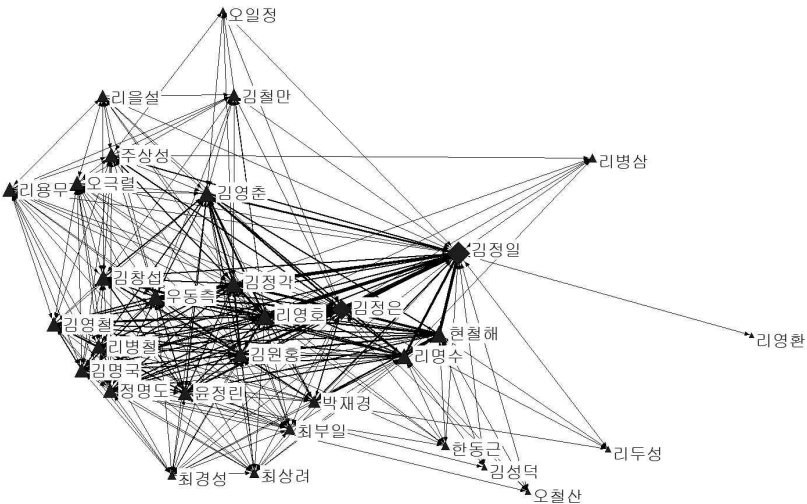 오일정
리을설
김철만
주상성
리병삼
리용무
오극렬
김영춘
김정일
김창섭
김정각
우동측
김정은
리영호
김영철
현철해
리영환
리병철
김원홍
리명수
김명국
정명도
윤정린
박재경
최부일
한동근
리두성
김성덕
최경성
최상려
오철산